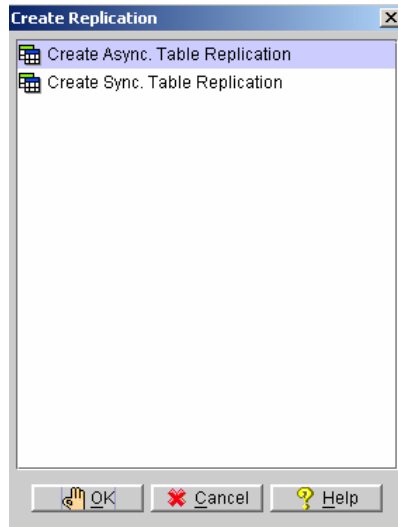 Create Replication
Create Async. Table Replication
Create Sync. Table Replication
OK Cancel Help